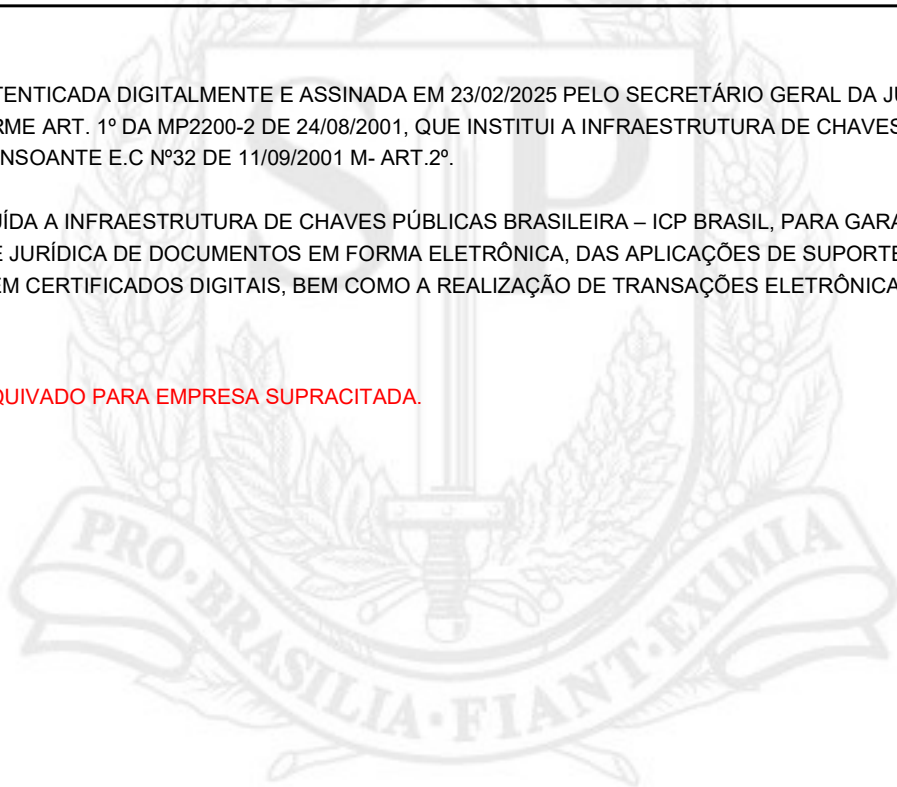 TENTICADA DIGITALMENTE E ASSINADA EM 23/02/2025 PELO SECRETÁRIO GERAL DA JU
RME ART. 1º DA MP2200-2 DE 24/08/2001, QUE INSTITUI A INFRAESTRUTURA DE CHAVES
NSOANTE E.C Nº32 DE 11/09/2001 M- ART.2º.
ÍDA A INFRAESTRUTURA DE CHAVES PÚBLICAS BRASILEIRA – ICP BRASIL, PARA GARA
E JURÍDICA DE DOCUMENTOS EM FORMA ELETRÔNICA, DAS APLICAÇÕES DE SUPORTE
EM CERTIFICADOS DIGITAIS, BEM COMO A REALIZAÇÃO DE TRANSAÇÕES ELETRÔNICA
QUIVADO PARA EMPRESA SUPRACITADA.
SP
PRO·BRASILIA·FIANT·EXIMIA